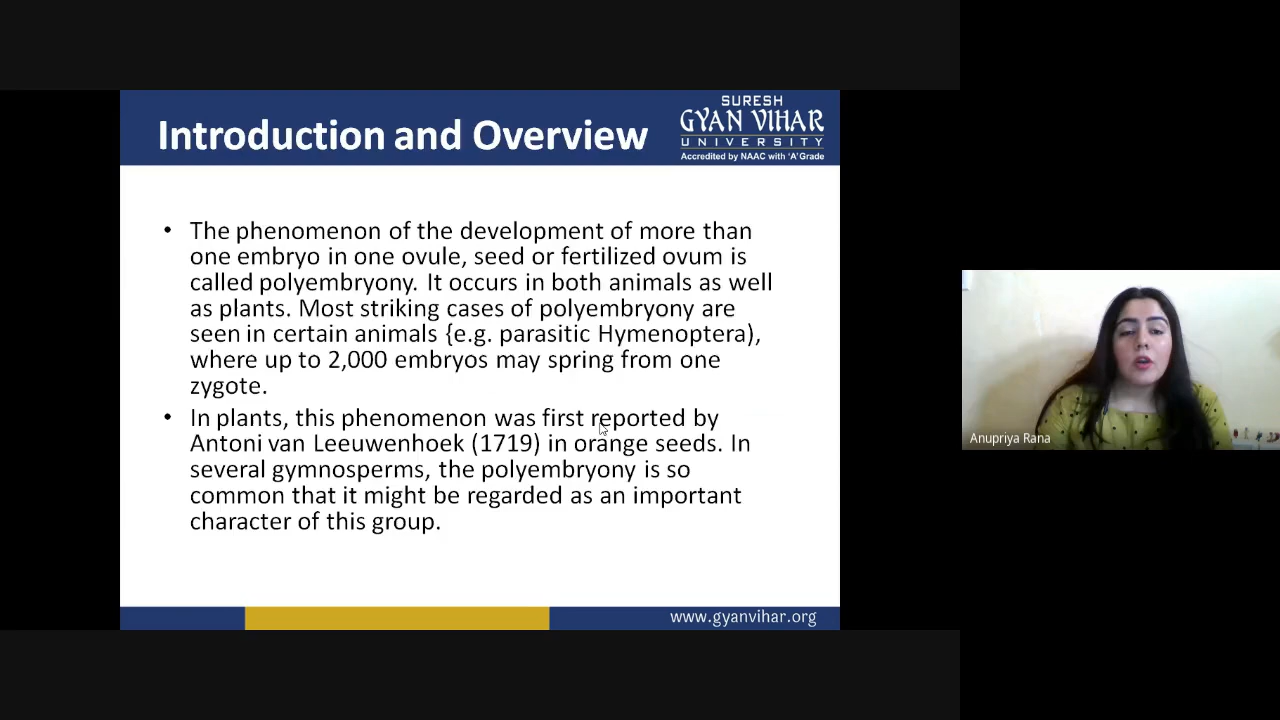 Introduction and Overview
SURESH
GYAN VIHAR
UNIVERSITY
Accredited by NAAC with 'A' Grade
• The phenomenon of the development of more than
one embryo in one ovule, seed or fertilized ovum is
called polyembryony. It occurs in both animals as well
as plants. Most striking cases of polyembryony are
seen in certain animals {e.g. parasitic Hymenoptera),
where up to 2,000 embryos may spring from one
zygote.
• In plants, this phenomenon was first reported by
Antoni van Leeuwenhoek (1719) in orange seeds. In
several gymnosperms, the polyembryony is so
common that it might be regarded as an important
character of this group.
www.gyanvihar.org
Anupriya Rana